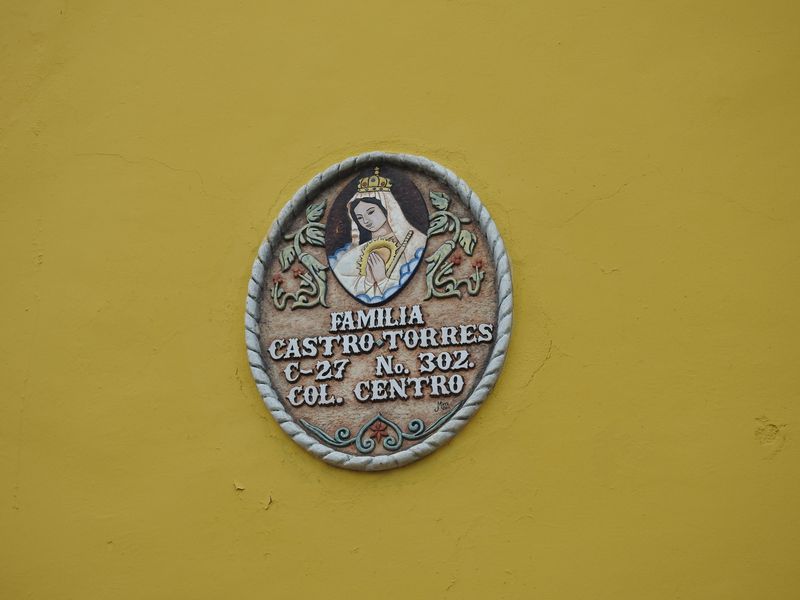 FAMILIA
CASTRO TORRES
C-27 No. 302.
COL. CENTRO